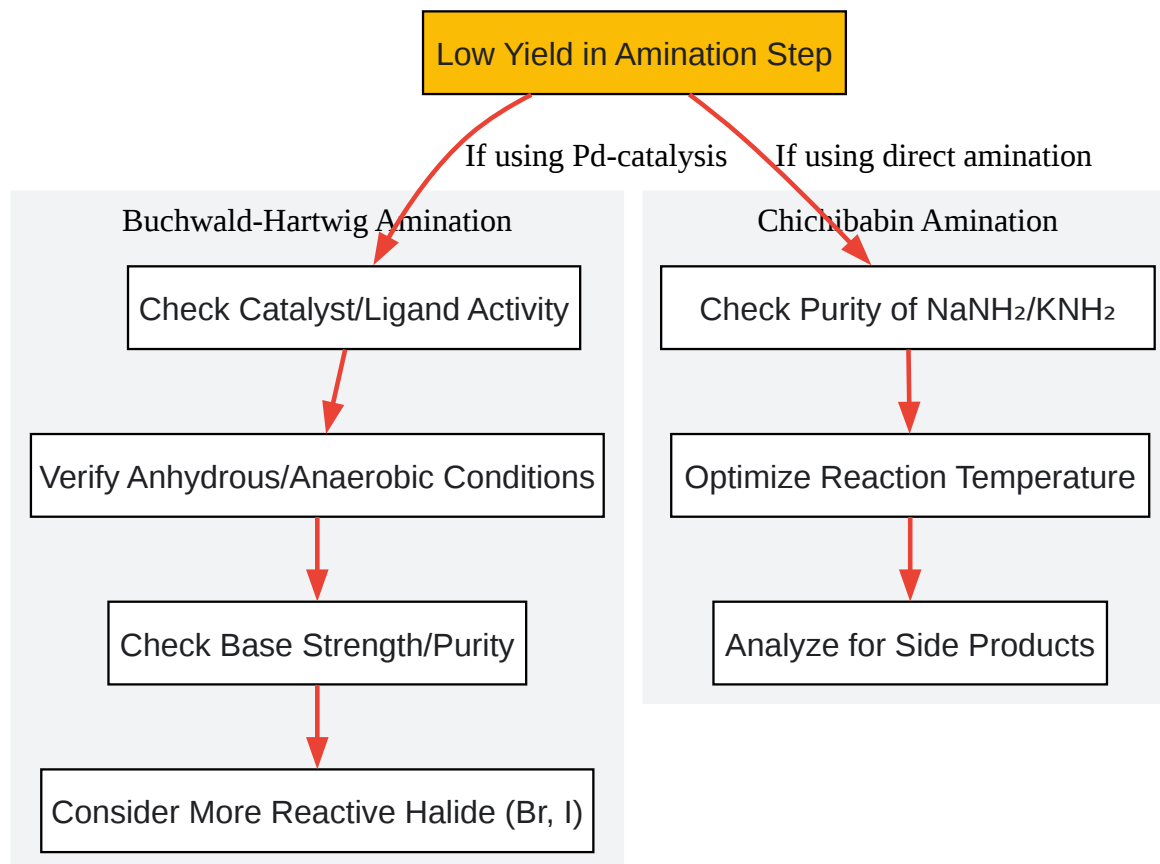 Low Yield in Amination Step
If using Pd-catalysis
If using direct amination
Buchwald-Hartwig Amination
Check Catalyst/Ligand Activity
Verify Anhydrous/Anaerobic Conditions
Check Base Strength/Purity
Consider More Reactive Halide (Br, I)
Chichibabin Amination
Check Purity of NaNH₂/KNH₂
Optimize Reaction Temperature
Analyze for Side Products